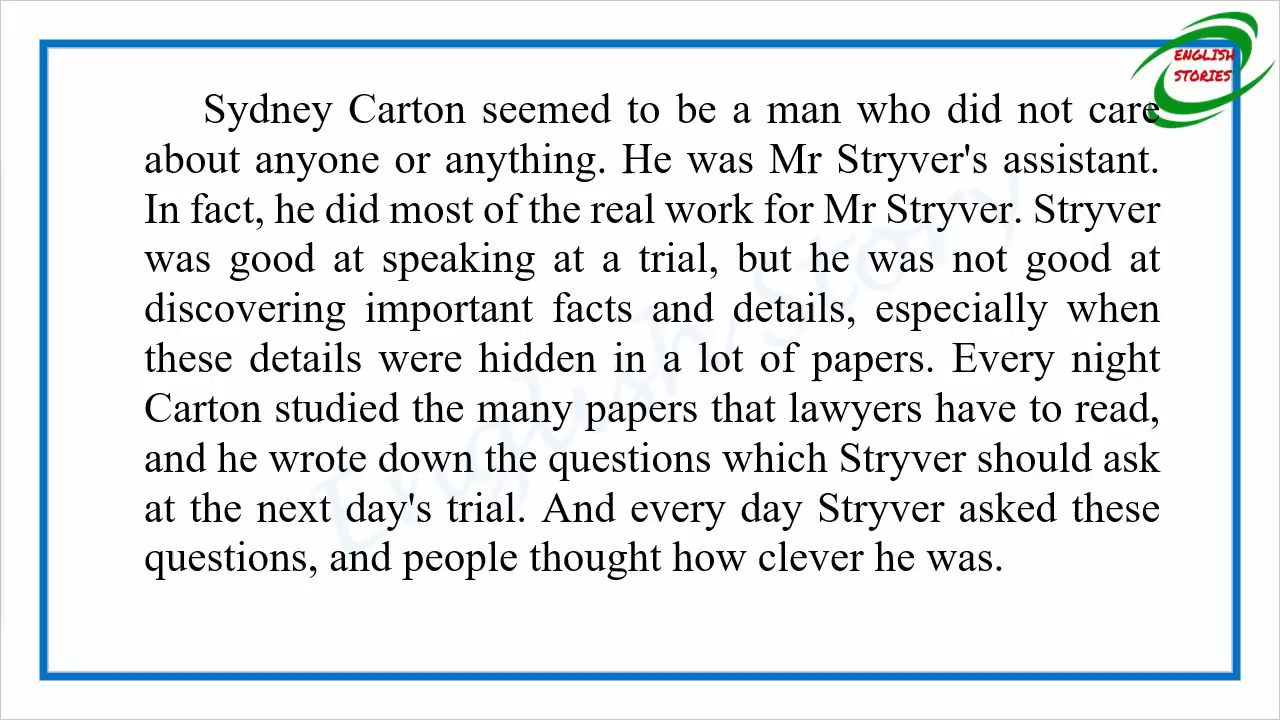 ENGLISH
STORIES
Sydney Carton seemed to be a man who did not care
about anyone or anything. He was Mr Stryver's assistant.
In fact, he did most of the real work for Mr Stryver. Stryver
was good at speaking at a trial, but he was not good at
discovering important facts and details, especially when
these details were hidden in a lot of papers. Every night
Carton studied the many papers that lawyers have to read,
and he wrote down the questions which Stryver should ask
at the next day's trial. And every day Stryver asked these
questions, and people thought how clever he was.
English Story